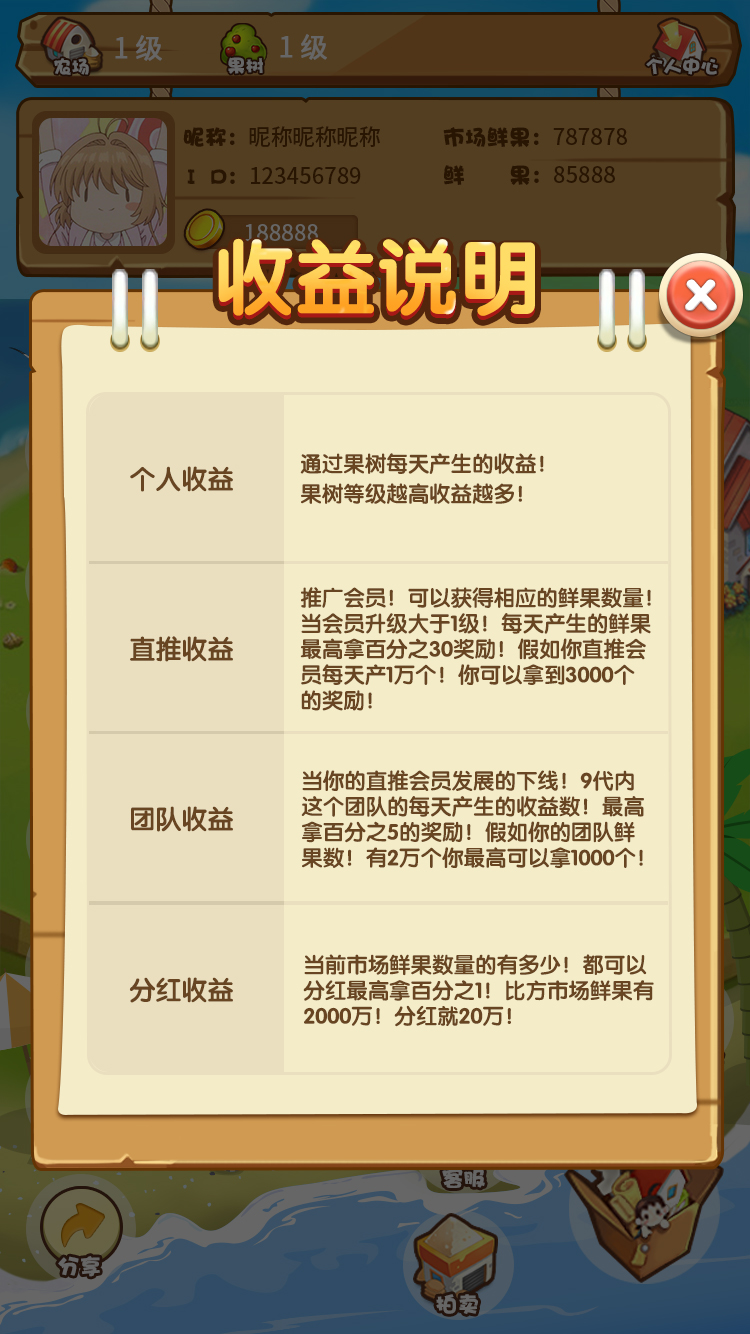 农场 1级 果树 1级 个人中心
昵称：昵称昵称昵称 市场鲜果：787878
ID：123456789 鲜 果：85888
188888
收益说明
个人收益
通过果树每天产生的收益！
果树等级越高收益越多！
直推收益
推广会员！可以获得相应的鲜果数量！
当会员升级大于1级！每天产生的鲜果
最高拿百分之30奖励！假如你直推会
员每天产1万个！你可以拿到3000个
的奖励！
团队收益
当你的直推会员发展的下线！9代内
这个团队的每天产生的收益数！最高
拿百分之5的奖励！假如你的团队鲜
果数！有2万个你最高可以拿1000个！
分红收益
当前市场鲜果数量的有多少！都可以
分红最高拿百分之1！比方市场鲜果有
2000万！分红就20万！
客服
分享
拍卖